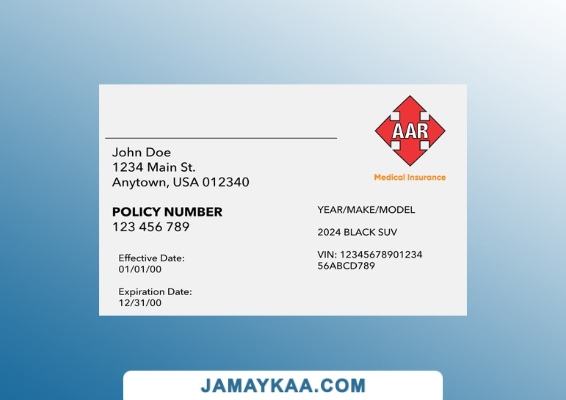 AAR
Medical Insurance
John Doe
1234 Main St.
Anytown, USA 012340
POLICY NUMBER
123 456 789
Effective Date:
01/01/00
Expiration Date:
12/31/00
YEAR/MAKE/MODEL
2024 BLACK SUV
VIN: 12345678901234
56ABCD789
JAMAYKAA.COM